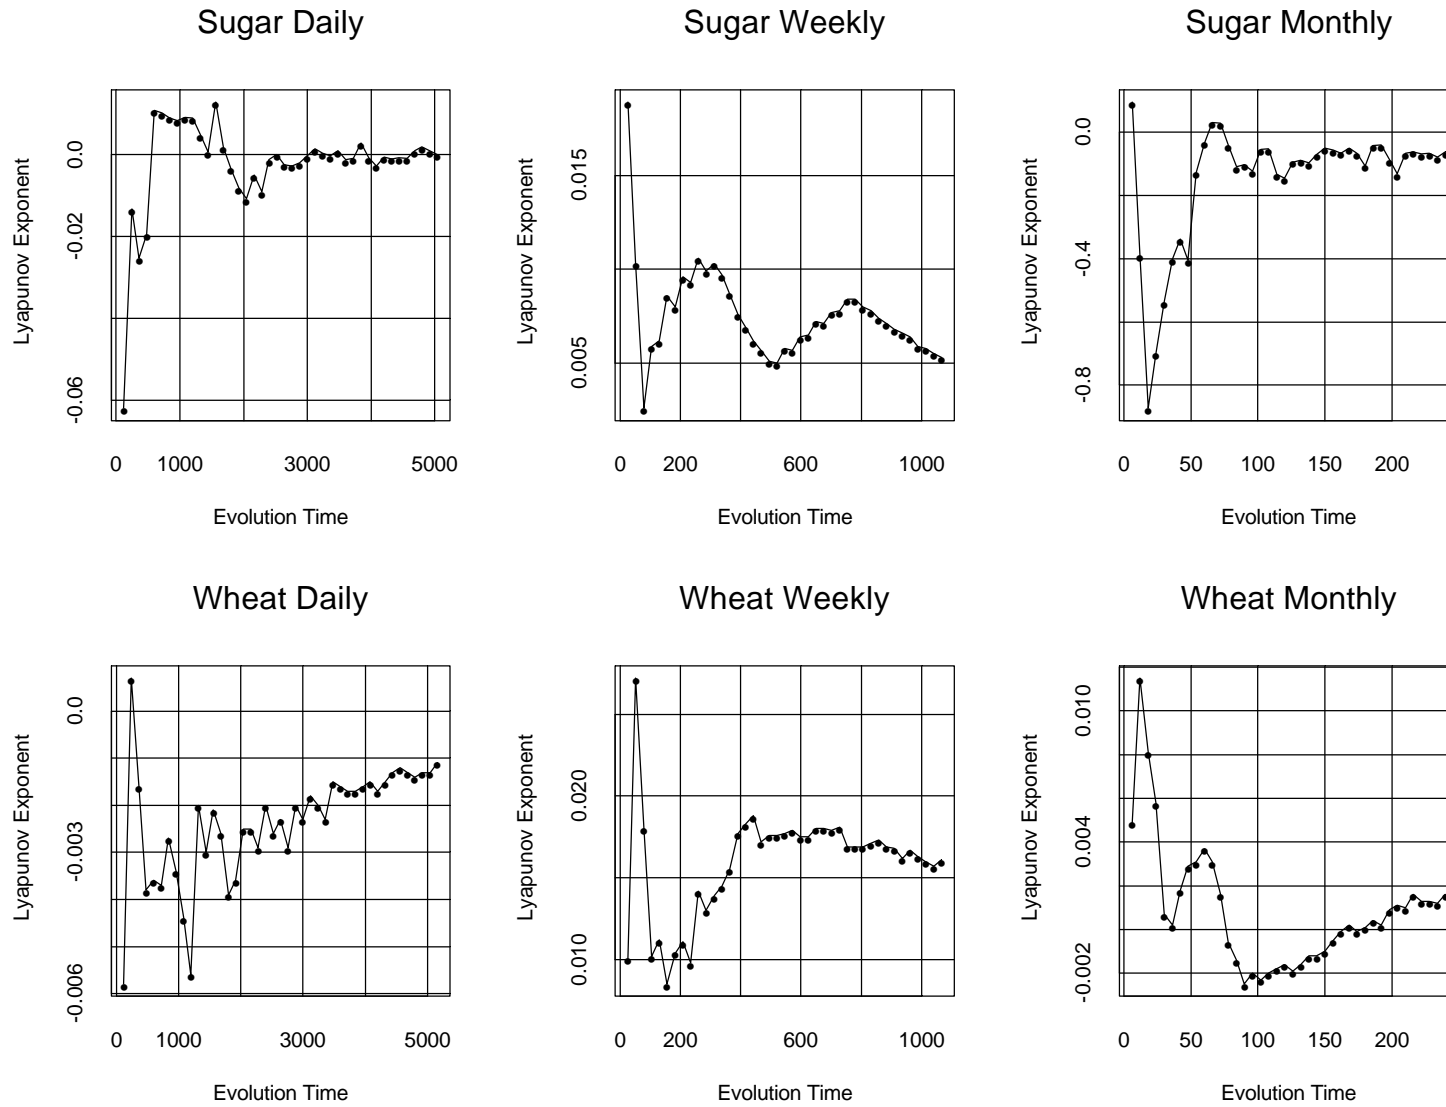 Sugar Daily
Lyapunov Exponent
0.0
-0.02
-0.06
0 1000 3000 5000
Evolution Time
Sugar Weekly
Lyapunov Exponent
0.015
0.005
0 200 600 1000
Evolution Time
Sugar Monthly
Lyapunov Exponent
0.0
-0.4
-0.8
0 50 100 150 200
Evolution Time
Wheat Daily
Lyapunov Exponent
0.0
-0.003
-0.006
0 1000 3000 5000
Evolution Time
Wheat Weekly
Lyapunov Exponent
0.020
0.010
0 200 600 1000
Evolution Time
Wheat Monthly
Lyapunov Exponent
0.010
0.004
-0.002
0 50 100 150 200
Evolution Time